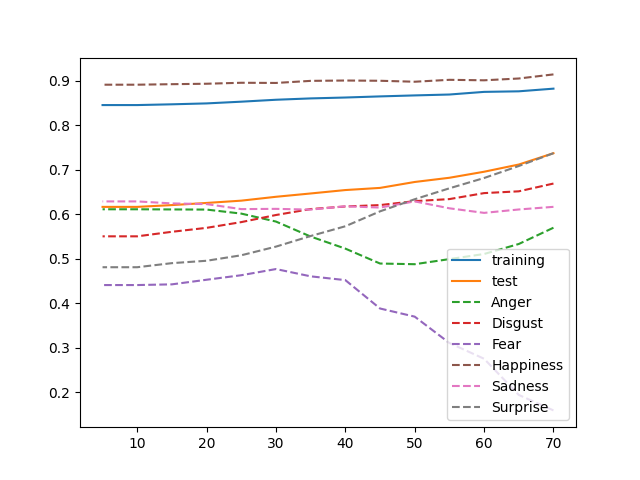 0.9
0.8
0.7
0.6
0.5
0.4
0.3
0.2
10 20 30 40 50 60 70
training
test
Anger
Disgust
Fear
Happiness
Sadness
Surprise